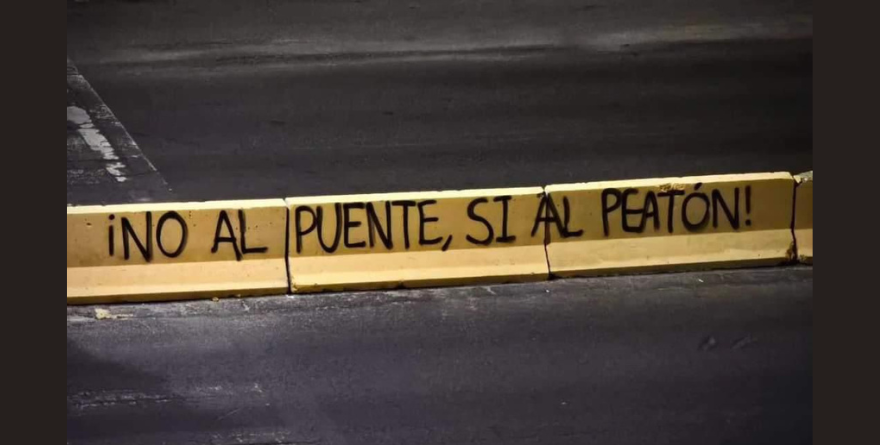 ¡NO AL PUENTE, SI AL PEATÓN!